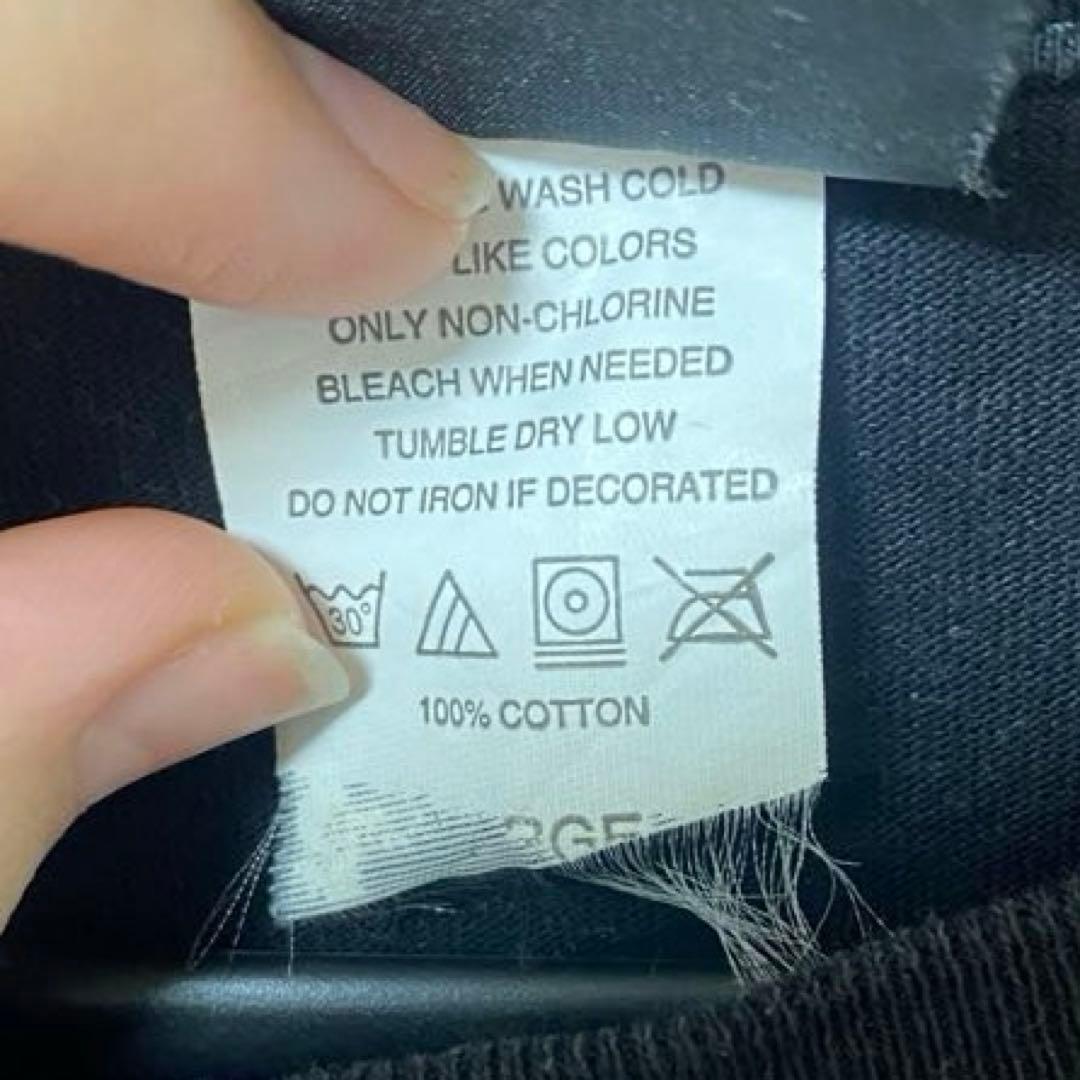 WASH COLD
LIKE COLORS
ONLY NON-CHLORINE
BLEACH WHEN NEEDED
TUMBLE DRY LOW
DO NOT IRON IF DECORATED
30°
100% COTTON